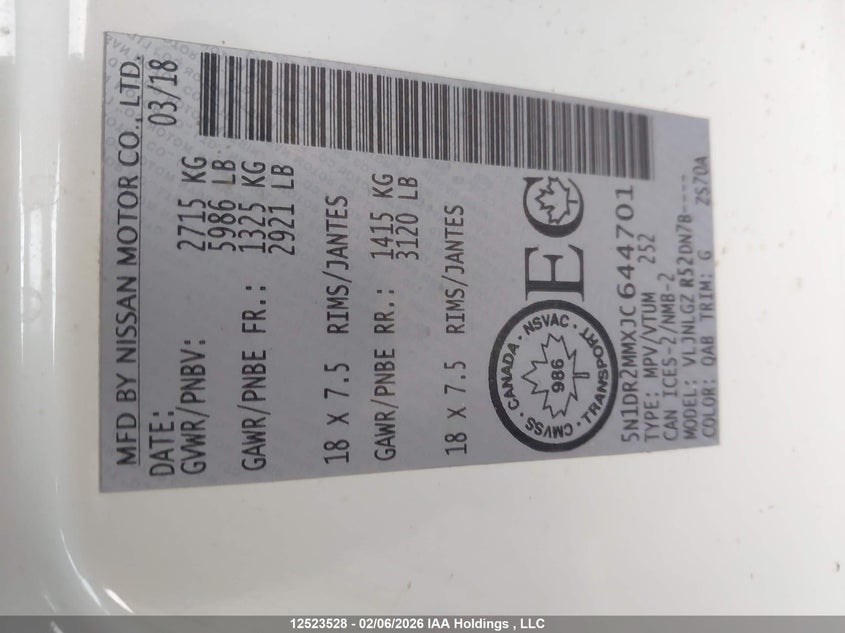 MFD BY NISSAN MOTOR CO., LTD.
DATE: 03/18
GVWR/PNBV: 2715 KG
5986 LB
GAWR/PNBE FR.: 1325 KG
2921 LB
18 X 7.5 RIMS/JANTES
GAWR/PNBE RR.: 1415 KG
3120 LB
18 X 7.5 RIMS/JANTES
CANADA · NSVAC · TRANSPORT · CMVSS ·
986
EC
5N1DR2MMXJC644701
TYPE: MPV/VTUM 252
CAN ICES-2/NMB-2
MODEL: VLJNLGZ R52DN7B----
COLOR: QAB TRIM: G ZS70A
12523528 - 02/06/2026 IAA Holdings , LLC